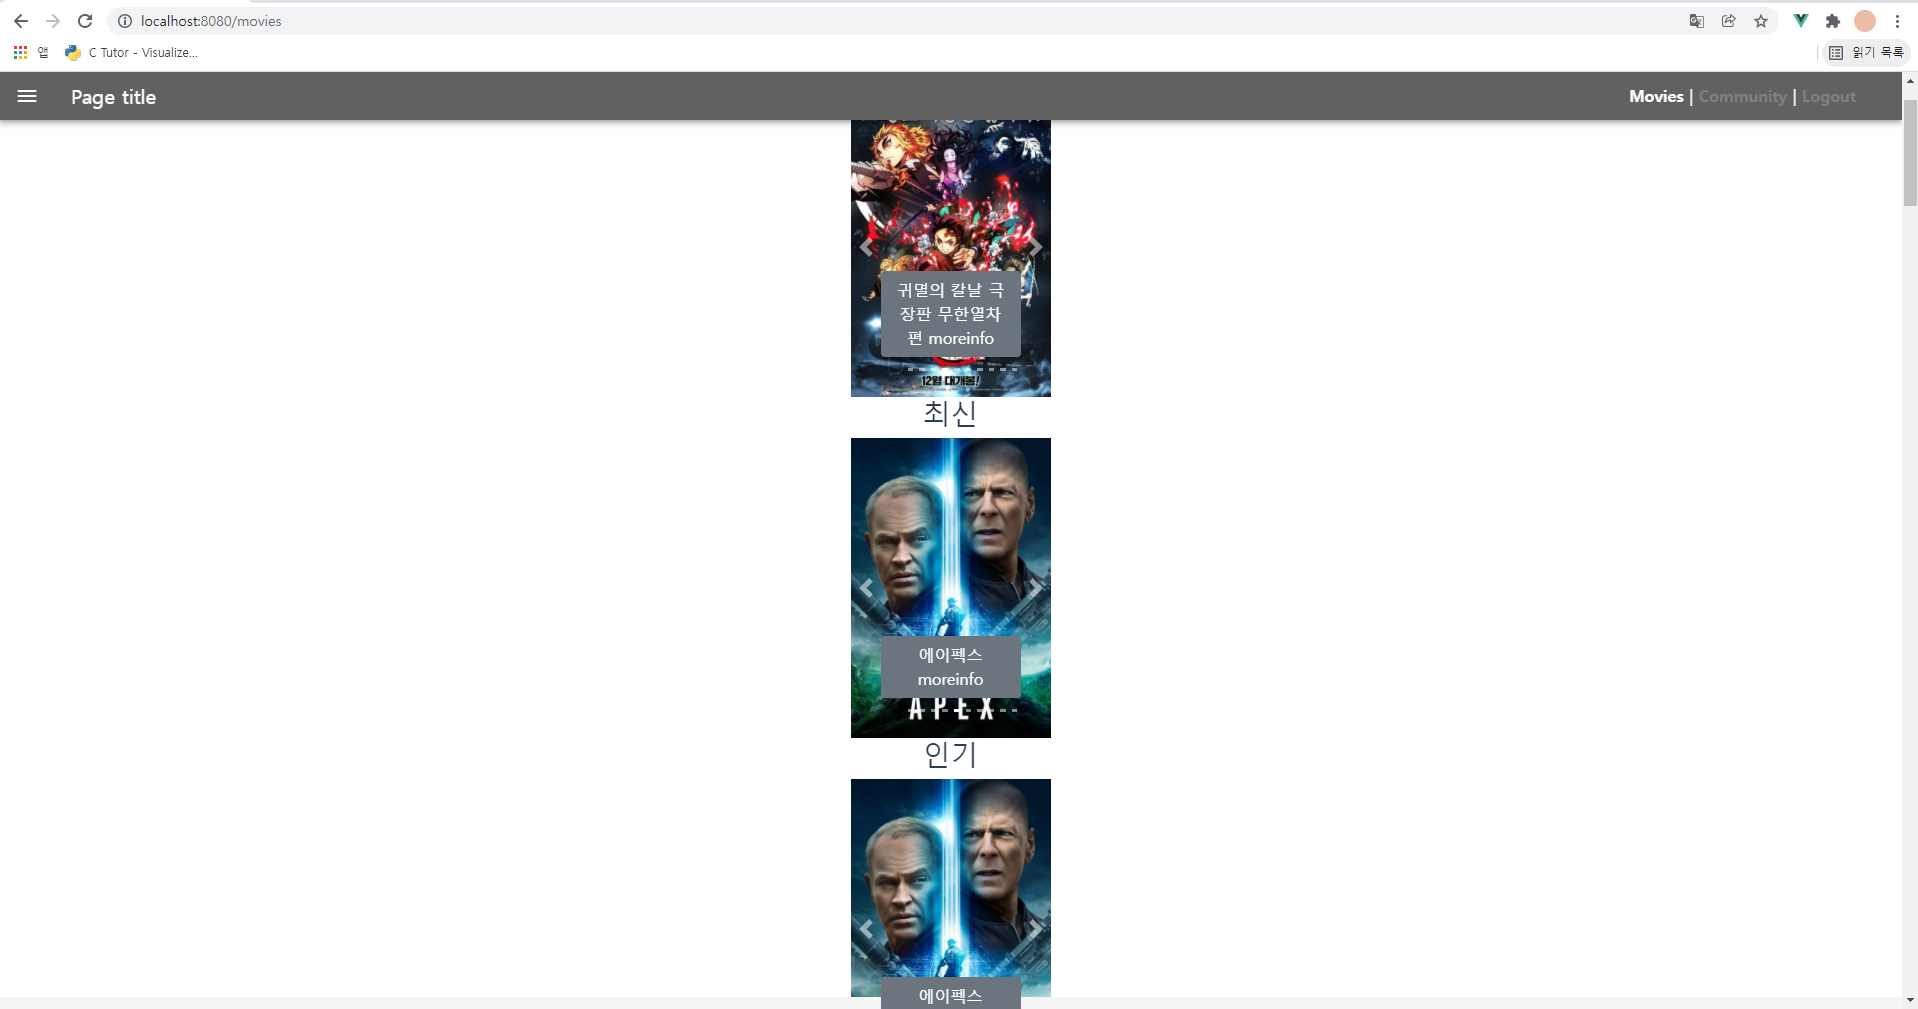 localhost:8080/movies
앱 C Tutor - Visualize...
읽기 목록
Page title
Movies | Community | Logout
귀멸의 칼날 극
장판 무한열차
편 moreinfo
12월 대개봉!
최신
에이펙스
moreinfo
APEX
인기
에이펙스